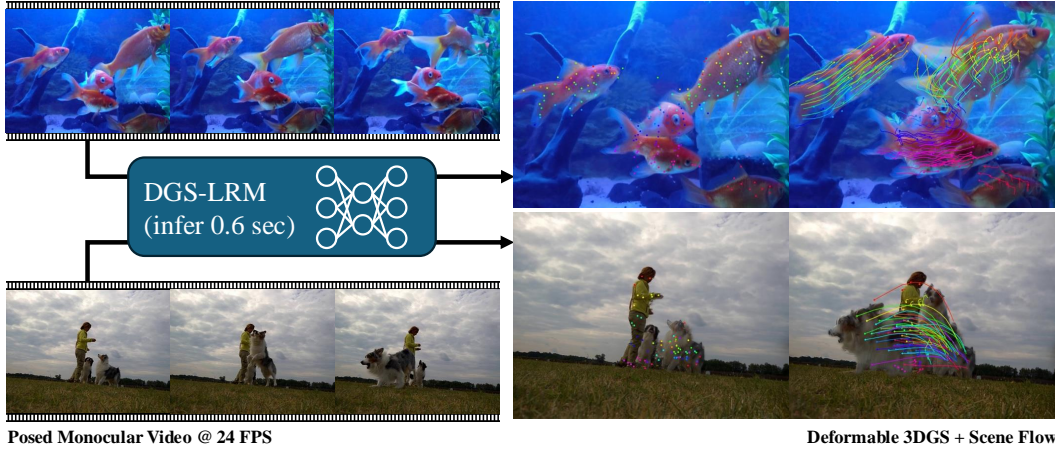 DGS-LRM
(infer 0.6 sec)
Posed Monocular Video @ 24 FPS
Deformable 3DGS + Scene Flow